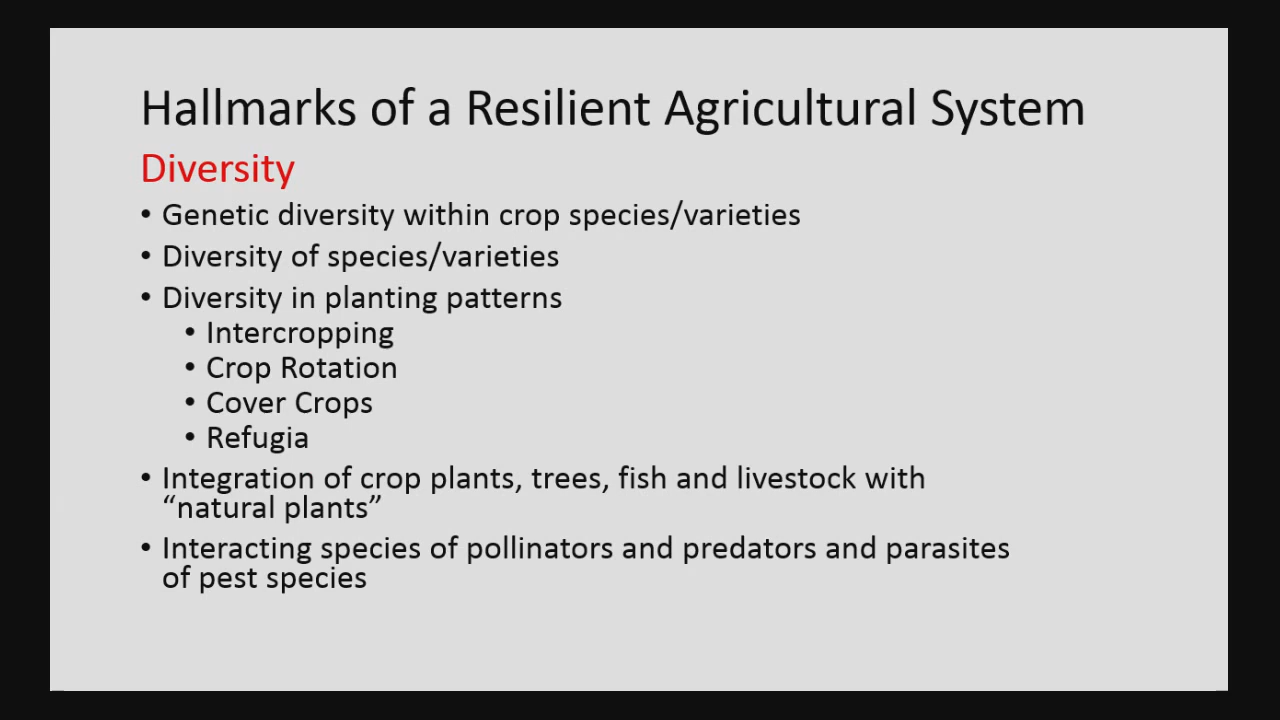 Hallmarks of a Resilient Agricultural System
Diversity
• Genetic diversity within crop species/varieties
• Diversity of species/varieties
• Diversity in planting patterns
• Intercropping
• Crop Rotation
• Cover Crops
• Refugia
• Integration of crop plants, trees, fish and livestock with
“natural plants”
• Interacting species of pollinators and predators and parasites
of pest species